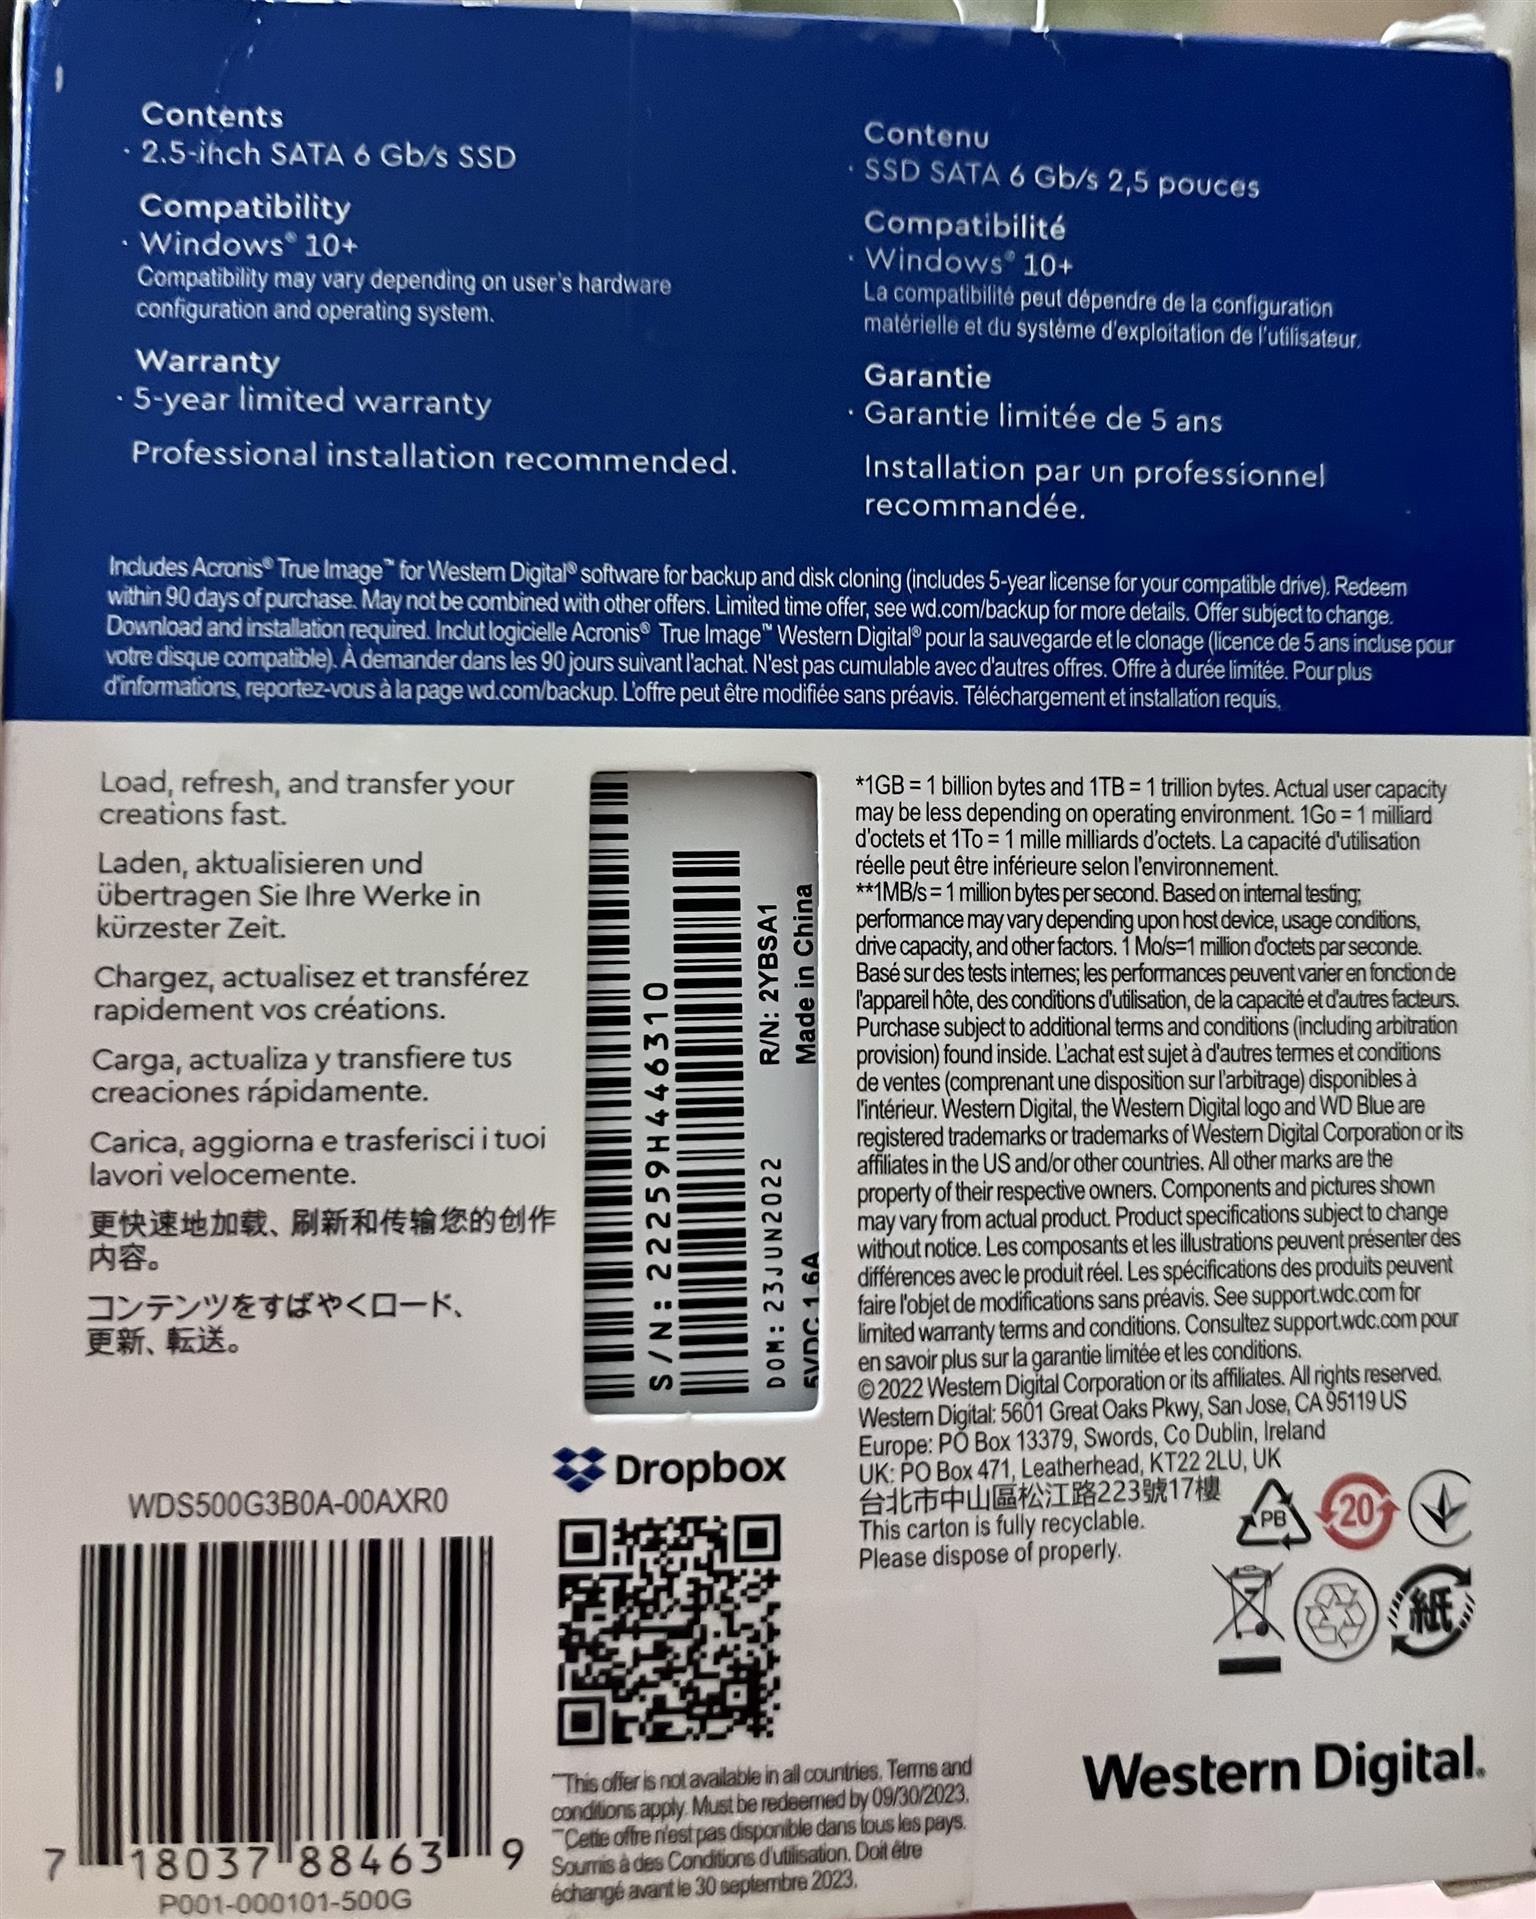 Contents
· 2.5-inch SATA 6 Gb/s SSD
Compatibility
· Windows® 10+
Compatibility may vary depending on user's hardware
configuration and operating system.
Warranty
· 5-year limited warranty
Professional installation recommended.
Contenu
· SSD SATA 6 Gb/s 2,5 pouces
Compatibilité
· Windows® 10+
La compatibilité peut dépendre de la configuration
matérielle et du système d'exploitation de l'utilisateur.
Garantie
· Garantie limitée de 5 ans
Installation par un professionnel
recommandée.
Includes Acronis® True Image™ for Western Digital® software for backup and disk cloning (includes 5-year license for your compatible drive). Redeem
within 90 days of purchase. May not be combined with other offers. Limited time offer, see wd.com/backup for more details. Offer subject to change.
Download and installation required. Inclut logicielle Acronis® True Image™ Western Digital® pour la sauvegarde et le clonage (licence de 5 ans incluse pour
votre disque compatible). À demander dans les 90 jours suivant l'achat. N'est pas cumulable avec d'autres offres. Offre à durée limitée. Pour plus
d'informations, reportez-vous à la page wd.com/backup. L'offre peut être modifiée sans préavis. Téléchargement et installation requis.
Load, refresh, and transfer your
creations fast.
Laden, aktualisieren und
übertragen Sie Ihre Werke in
kürzester Zeit.
Chargez, actualisez et transférez
rapidement vos créations.
Carga, actualiza y transfiere tus
creaciones rápidamente.
Carica, aggiorna e trasferisci i tuoi
lavori velocemente.
更快速地加载、刷新和传输您的创作
内容。
コンテンツをすばやくロード、
更新、転送。
S/N: 22259H446310
DOM: 23JUN2022
R/N: 2YBSA1
5VDC 1.6A
Made in China
*1GB = 1 billion bytes and 1TB = 1 trillion bytes. Actual user capacity
may be less depending on operating environment. 1Go = 1 milliard
d'octets et 1To = 1 mille milliards d'octets. La capacité d'utilisation
réelle peut être inférieure selon l'environnement.
**1MB/s = 1 million bytes per second. Based on internal testing;
performance may vary depending upon host device, usage conditions,
drive capacity, and other factors. 1 Mo/s=1 million d'octets par seconde.
Basé sur des tests internes; les performances peuvent varier en fonction de
l'appareil hôte, des conditions d'utilisation, de la capacité et d'autres facteurs.
Purchase subject to additional terms and conditions (including arbitration
provision) found inside. L'achat est sujet à d'autres termes et conditions
de ventes (comprenant une disposition sur l'arbitrage) disponibles à
l'intérieur. Western Digital, the Western Digital logo and WD Blue are
registered trademarks or trademarks of Western Digital Corporation or its
affiliates in the US and/or other countries. All other marks are the
property of their respective owners. Components and pictures shown
may vary from actual product. Product specifications subject to change
without notice. Les composants et les illustrations peuvent présenter des
différences avec le produit réel. Les spécifications des produits peuvent
faire l'objet de modifications sans préavis. See support.wdc.com for
limited warranty terms and conditions. Consultez support.wdc.com pour
en savoir plus sur la garantie limitée et les conditions.
© 2022 Western Digital Corporation or its affiliates. All rights reserved.
Western Digital: 5601 Great Oaks Pkwy, San Jose, CA 95119 US
Europe: PO Box 13379, Swords, Co Dublin, Ireland
UK: PO Box 471, Leatherhead, KT22 2LU, UK
台北市中山區松江路223號17樓
This carton is fully recyclable.
Please dispose of properly.
PB
20
紙
Dropbox
WDS500G3B0A-00AXR0
7 18037 88463 9
P001-000101-500G
This offer is not available in all countries. Terms and
conditions apply. Must be redeemed by 09/30/2023.
Cette offre n'est pas disponible dans tous les pays.
Soumis à des Conditions d'utilisation. Doit être
échangé avant le 30 septembre 2023.
Western Digital.